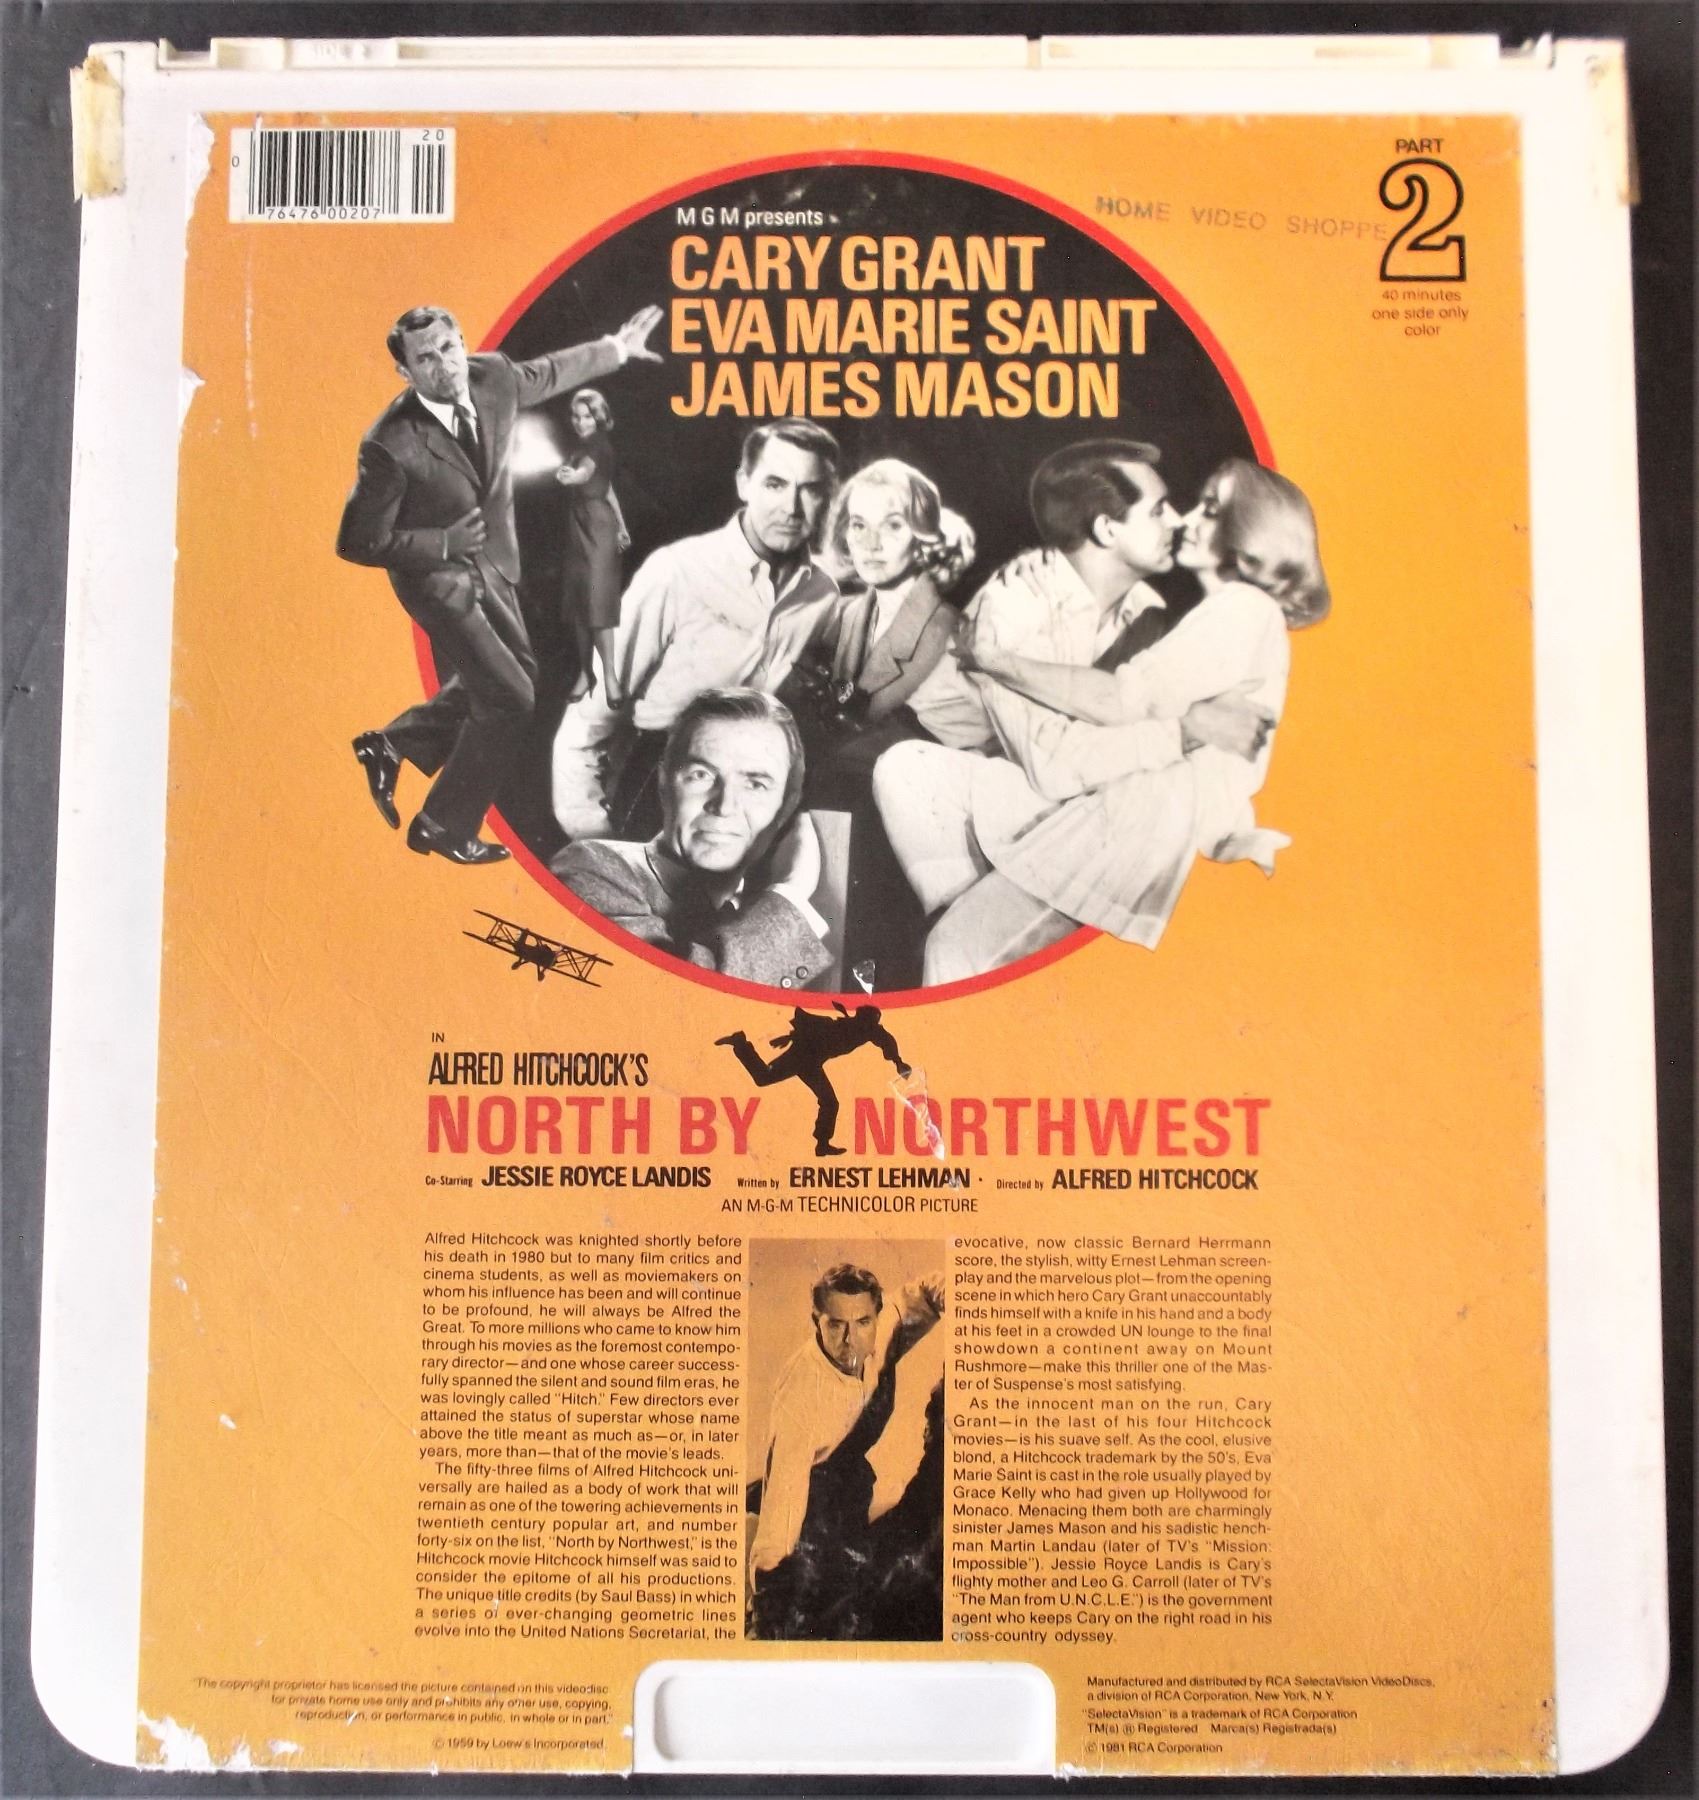 20
0
76476 00207
PART
2
40 minutes
one side only
color
HOME VIDEO SHOPPE
M G M presents
CARY GRANT
EVA MARIE SAINT
JAMES MASON
IN
ALFRED HITCHCOCK'S
NORTH BY NORTHWEST
Co-Starring JESSIE ROYCE LANDIS Written by ERNEST LEHMAN · Directed by ALFRED HITCHCOCK
AN M-G-M TECHNICOLOR PICTURE
Alfred Hitchcock was knighted shortly before
his death in 1980 but to many film critics and
cinema students, as well as moviemakers on
whom his influence has been and will continue
to be profound, he will always be Alfred the
Great. To more millions who came to know him
through his movies as the foremost contempo-
rary director—and one whose career success-
fully spanned the silent and sound film eras, he
was lovingly called "Hitch." Few directors ever
attained the status of superstar whose name
above the title meant as much as—or, in later
years, more than—that of the movie's leads.
The fifty-three films of Alfred Hitchcock uni-
versally are hailed as a body of work that will
remain as one of the towering achievements in
twentieth century popular art, and number
forty-six on the list, "North by Northwest," is the
Hitchcock movie Hitchcock himself was said to
consider the epitome of all his productions.
The unique title credits (by Saul Bass) in which
a series of ever-changing geometric lines
evolve into the United Nations Secretariat, the
evocative, now classic Bernard Herrmann
score, the stylish, witty Ernest Lehman screen-
play and the marvelous plot—from the opening
scene in which hero Cary Grant unaccountably
finds himself with a knife in his hand and a body
at his feet in a crowded UN lounge to the final
showdown a continent away on Mount
Rushmore—make this thriller one of the Mas-
ter of Suspense's most satisfying.
As the innocent man on the run, Cary
Grant—in the last of his four Hitchcock
movies—is his suave self. As the cool, elusive
blond, a Hitchcock trademark by the 50's, Eva
Marie Saint is cast in the role usually played by
Grace Kelly who had given up Hollywood for
Monaco. Menacing them both are charmingly
sinister James Mason and his sadistic hench-
man Martin Landau (later of TV's "Mission:
Impossible"). Jessie Royce Landis is Cary's
flighty mother and Leo G. Carroll (later of TV's
"The Man from U.N.C.L.E.") is the government
agent who keeps Cary on the right road in his
cross-country odyssey.
"The copyright proprietor has licensed the picture contained on this videodisc
for private home use only and prohibits any other use, copying,
reproduction, or performance in public, in whole or in part."
© 1959 by Loew's Incorporated
Manufactured and distributed by RCA SelectaVision VideoDiscs,
a division of RCA Corporation, New York, N.Y.
"SelectaVision" is a trademark of RCA Corporation
TM(s) ® Registered Marca(s) Registrada(s)
© 1981 RCA Corporation